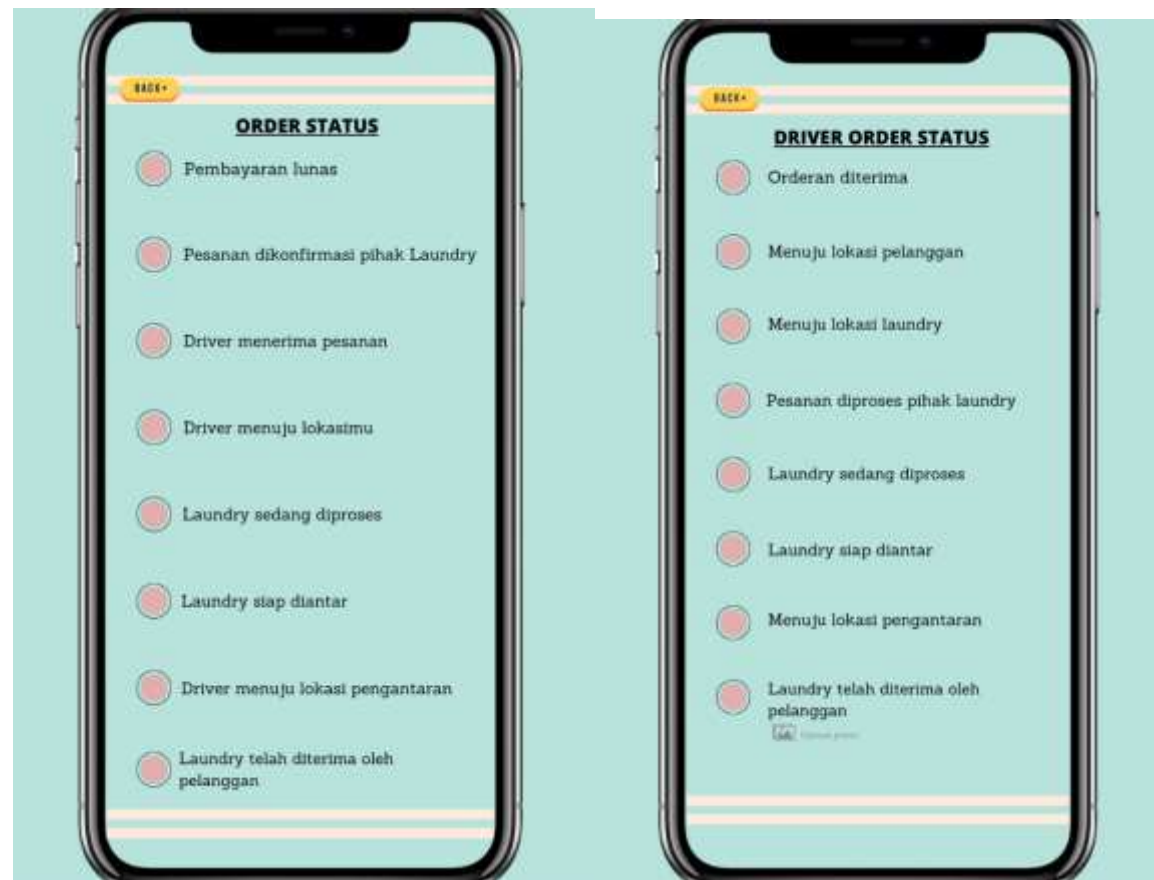 BACK
ORDER STATUS
Pembayaran lunas
Pesanan dikonfirmasi pihak Laundry
Driver menerima pesanan
Driver menuju lokasimu
Laundry sedang diproses
Laundry siap diantar
Driver menuju lokasi pengantaran
Laundry telah diterima oleh
pelanggan
BACK
DRIVER ORDER STATUS
Orderan diterima
Menuju lokasi pelanggan
Menuju lokasi laundry
Pesanan diproses pihak laundry
Laundry sedang diproses
Laundry siap diantar
Menuju lokasi pengantaran
Laundry telah diterima oleh
pelanggan